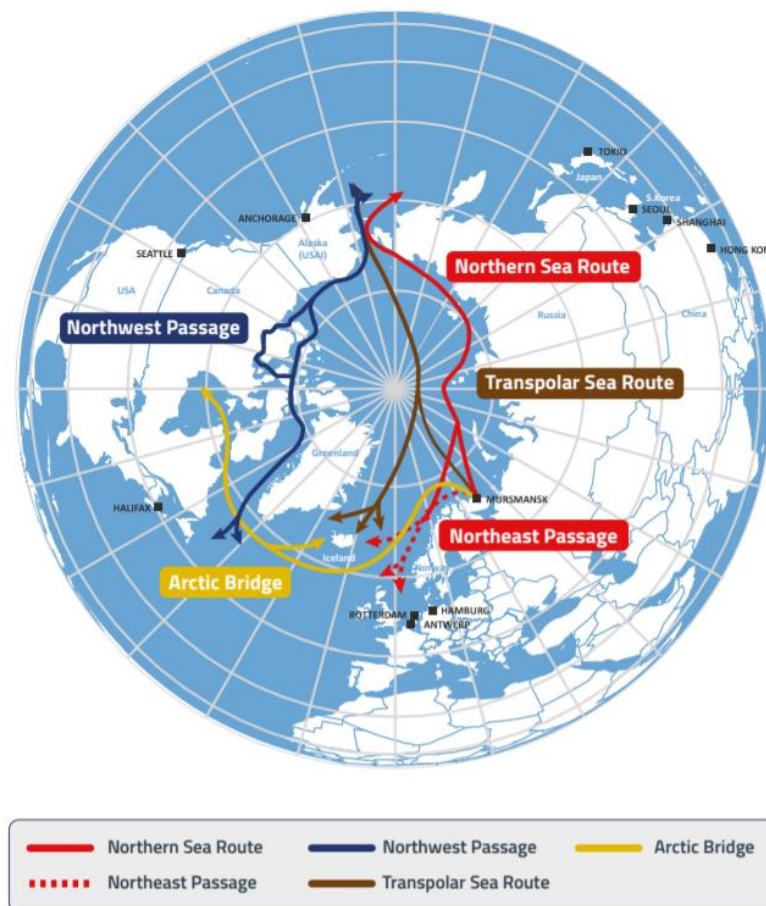 TOKIO
Japan
S.Korea
SEOUL
SHANGHAI
HONG KON
ANCHORAGE
Alaska
(USA)
SEATTLE
USA
Canada
Northern Sea Route
Russia
China
Northwest Passage
Transpolar Sea Route
Greenland
MURSMANSK
HALIFAX
Northeast Passage
Iceland
Norway
Arctic Bridge
ROTTERDAM
HAMBURG
ANTWERP
Northern Sea Route
Northwest Passage
Arctic Bridge
Northeast Passage
Transpolar Sea Route